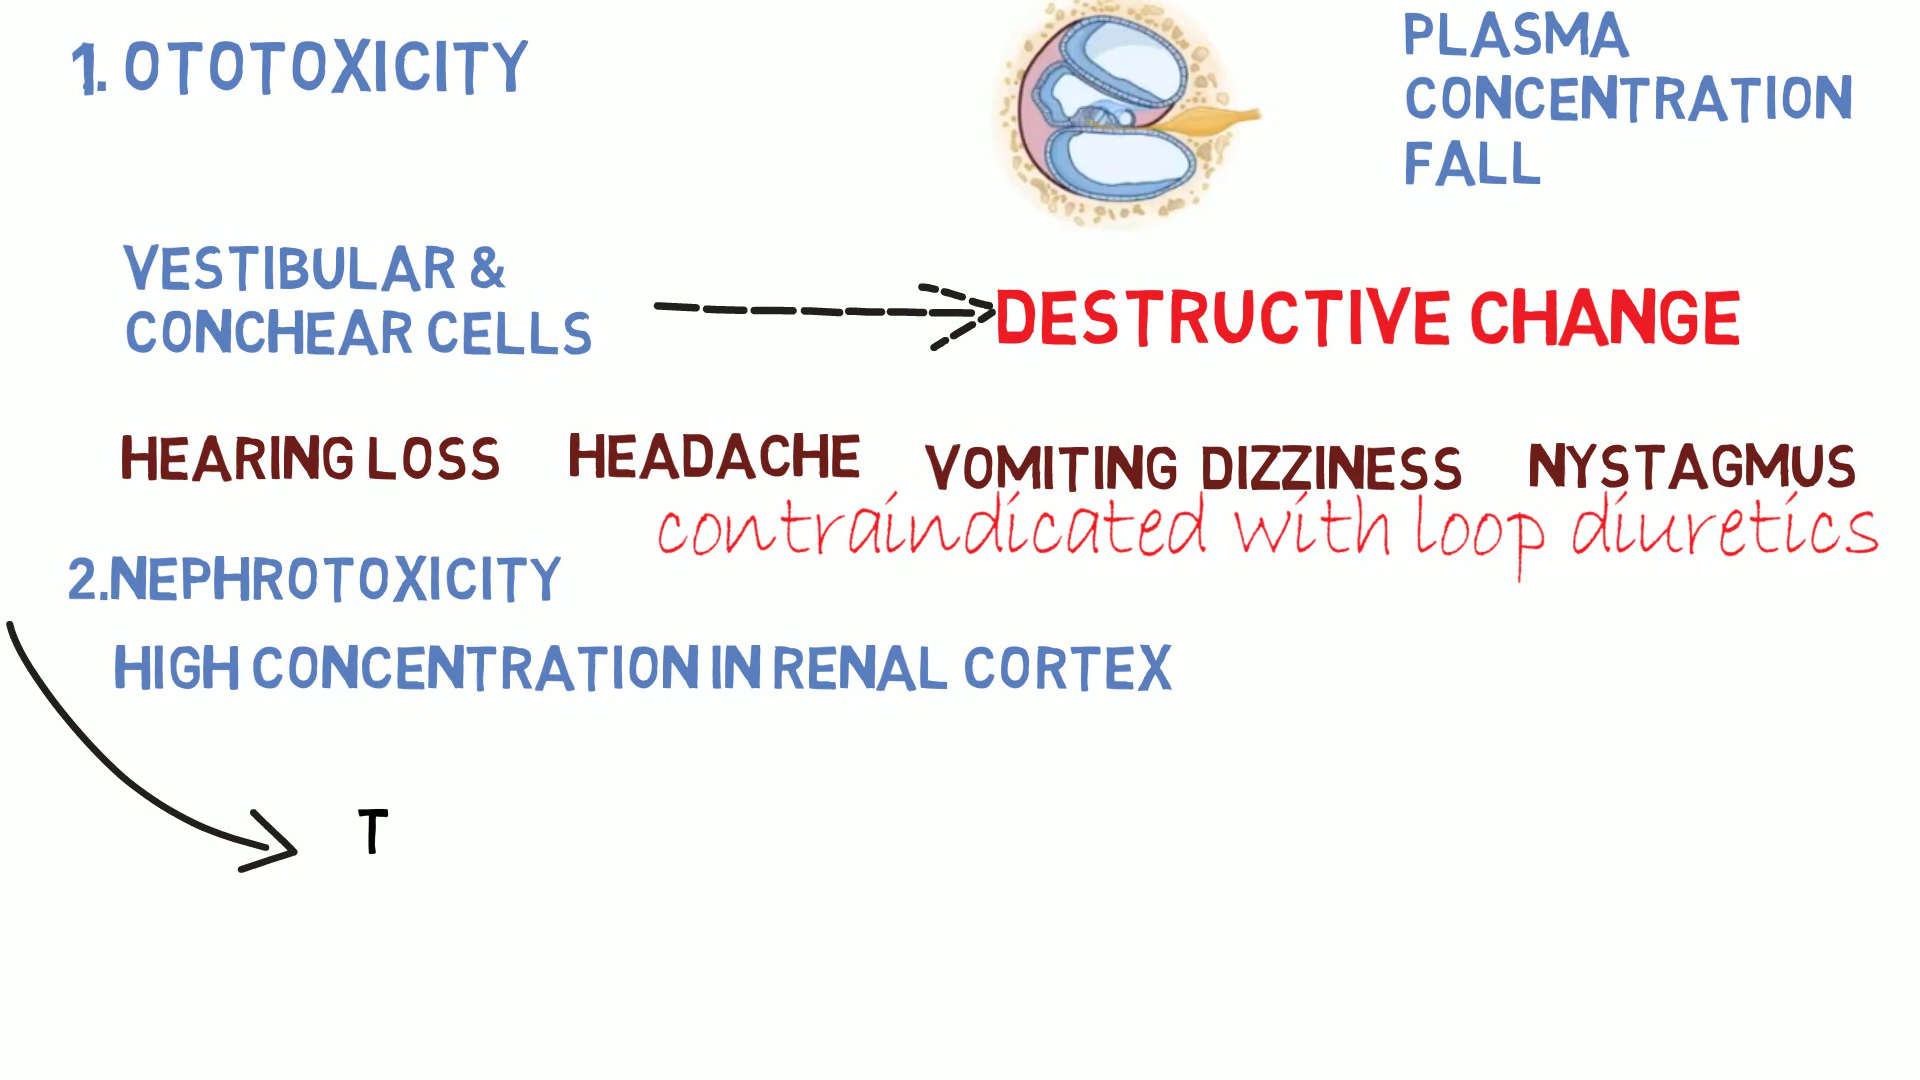 1. OTOTOXICITY
PLASMA
CONCENTRATION
FALL
VESTIBULAR &
CONCHEAR CELLS
DESTRUCTIVE CHANGE
HEARING LOSS HEADACHE VOMITING DIZZINESS NYSTAGMUS
contraindicated with loop diuretics
2.NEPHROTOXICITY
HIGH CONCENTRATION IN RENAL CORTEX
T